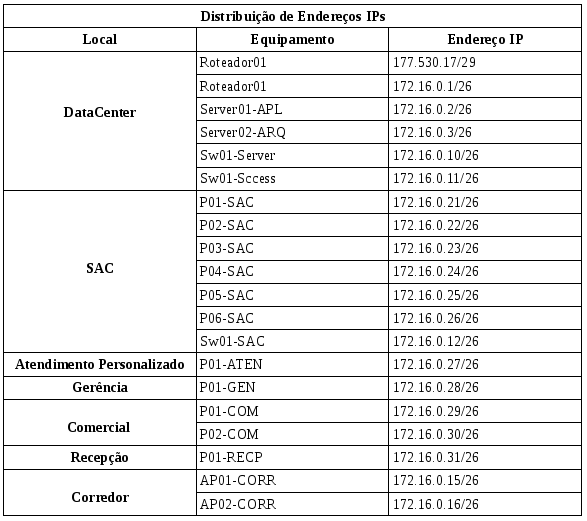 Distribuição de Endereços IPs
Local Equipamento Endereço IP
DataCenter
Roteador01 177.530.17/29
Roteador01 172.16.0.1/26
Server01-APL 172.16.0.2/26
Server02-ARQ 172.16.0.3/26
Sw01-Server 172.16.0.10/26
Sw01-Sccess 172.16.0.11/26
SAC
P01-SAC 172.16.0.21/26
P02-SAC 172.16.0.22/26
P03-SAC 172.16.0.23/26
P04-SAC 172.16.0.24/26
P05-SAC 172.16.0.25/26
P06-SAC 172.16.0.26/26
Sw01-SAC 172.16.0.12/26
Atendimento Personalizado P01-ATEN 172.16.0.27/26
Gerência P01-GEN 172.16.0.28/26
Comercial
P01-COM 172.16.0.29/26
P02-COM 172.16.0.30/26
Recepção P01-RECP 172.16.0.31/26
Corredor
AP01-CORR 172.16.0.15/26
AP02-CORR 172.16.0.16/26